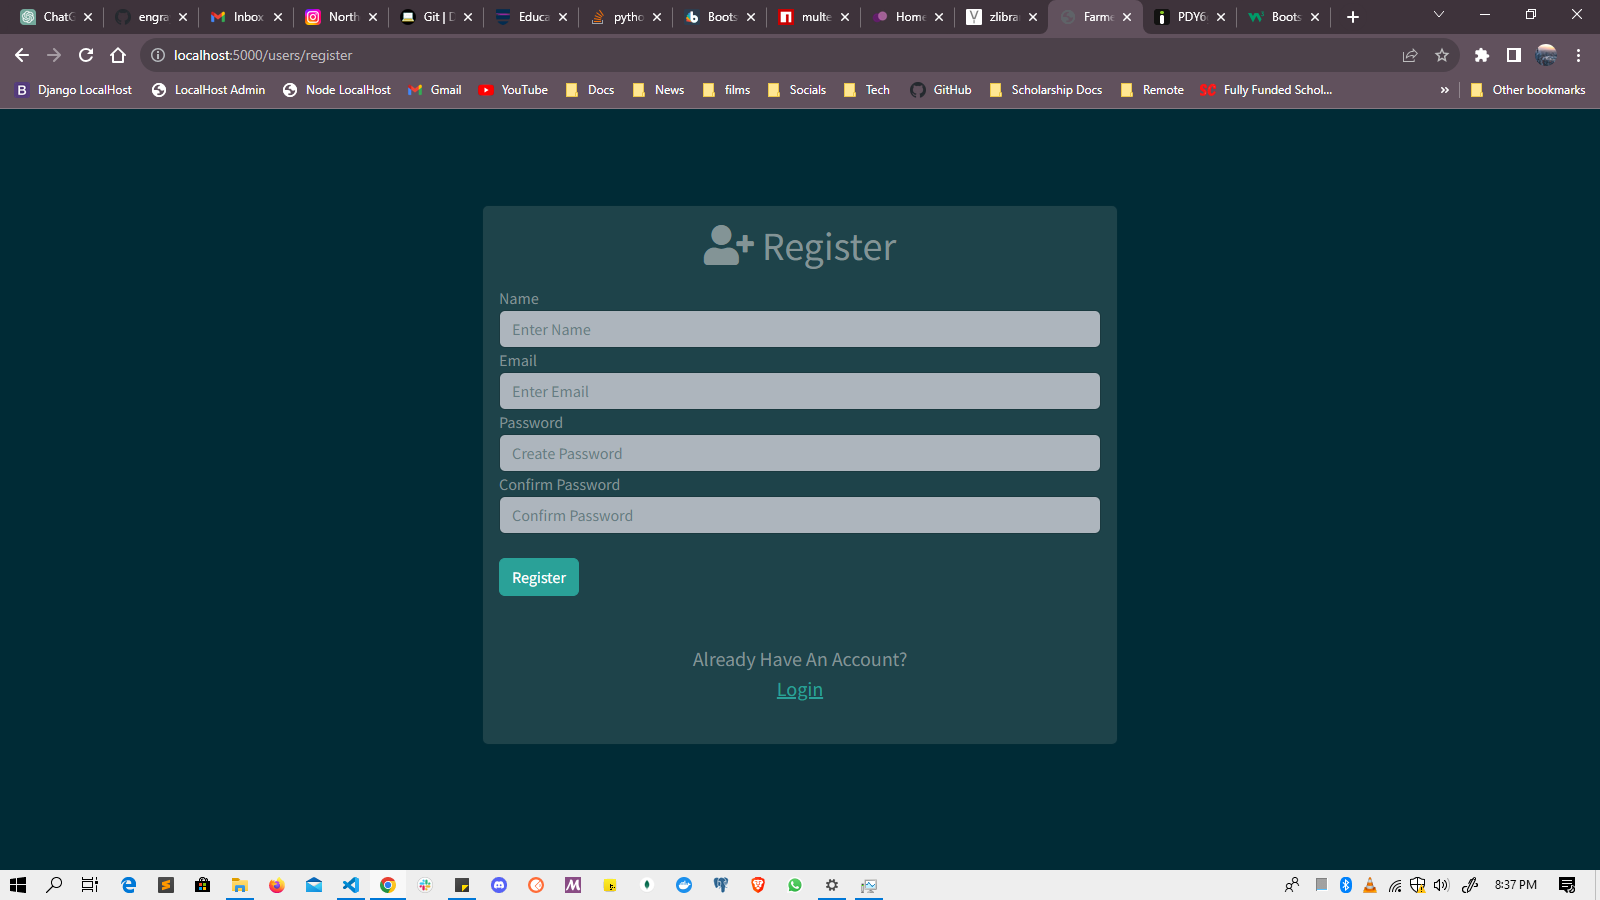 ChatG
engra
Inbox
North
Git | D
Educa
pytho
Boots
multe
Home
zlibra
Farme
PDY6
Boots
localhost:5000/users/register
B Django LocalHost LocalHost Admin Node LocalHost Gmail YouTube Docs News films Socials Tech GitHub Scholarship Docs Remote SC Fully Funded Schol... » Other bookmarks
Register
Name
Enter Name
Email
Enter Email
Password
Create Password
Confirm Password
Confirm Password
Register
Already Have An Account?
Login
8:37 PM